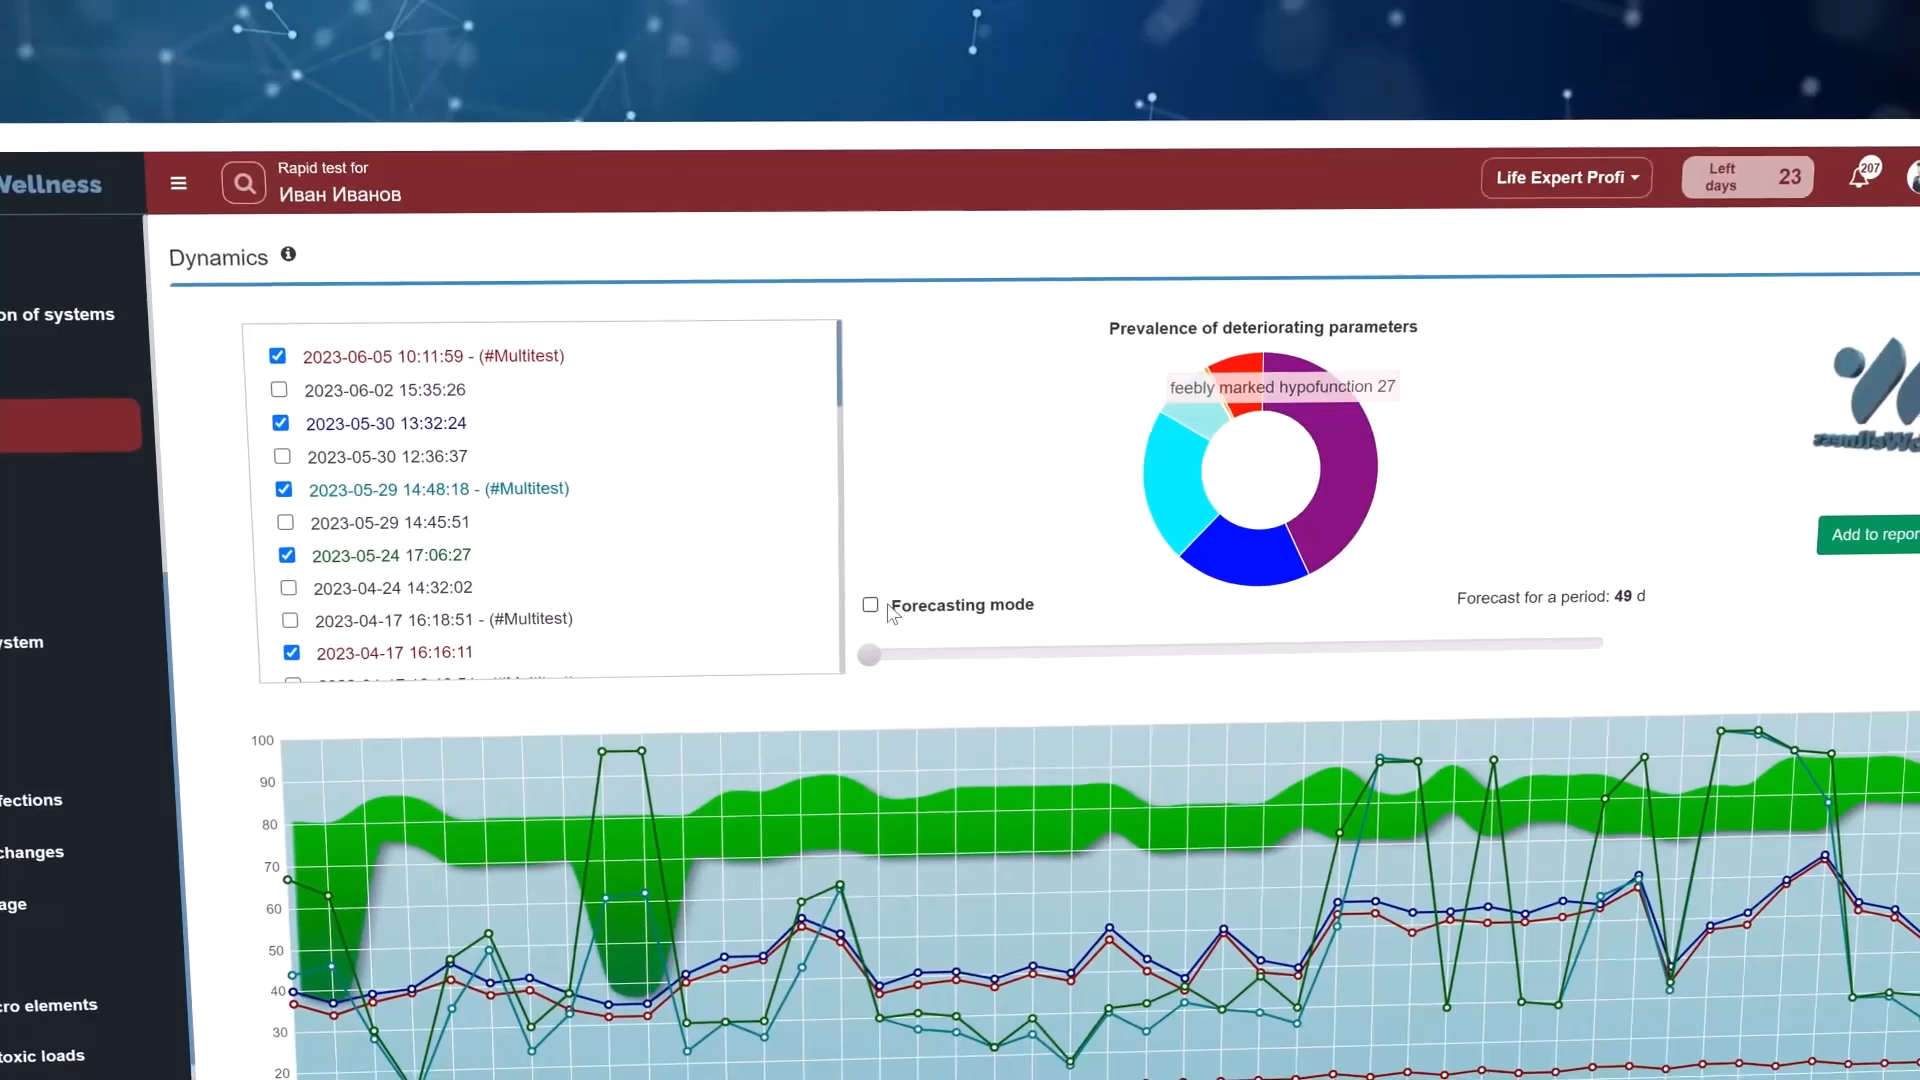 Wellness
Rapid test for
Иван Иванов
Life Expert Profi
Left
days
23
207
Dynamics
on of systems
2023-06-05 10:11:59 - (#Multitest)
2023-06-02 15:35:26
2023-05-30 13:32:24
2023-05-30 12:36:37
2023-05-29 14:48:18 - (#Multitest)
2023-05-29 14:45:51
2023-05-24 17:06:27
2023-04-24 14:32:02
2023-04-17 16:18:51 - (#Multitest)
2023-04-17 16:16:11
Prevalence of deteriorating parameters
feebly marked hypofunction 27
Add to repor
Forecasting mode
Forecast for a period: 49 d
ystem
fections
changes
age
cro elements
toxic loads
100
90
80
70
60
50
40
30
20